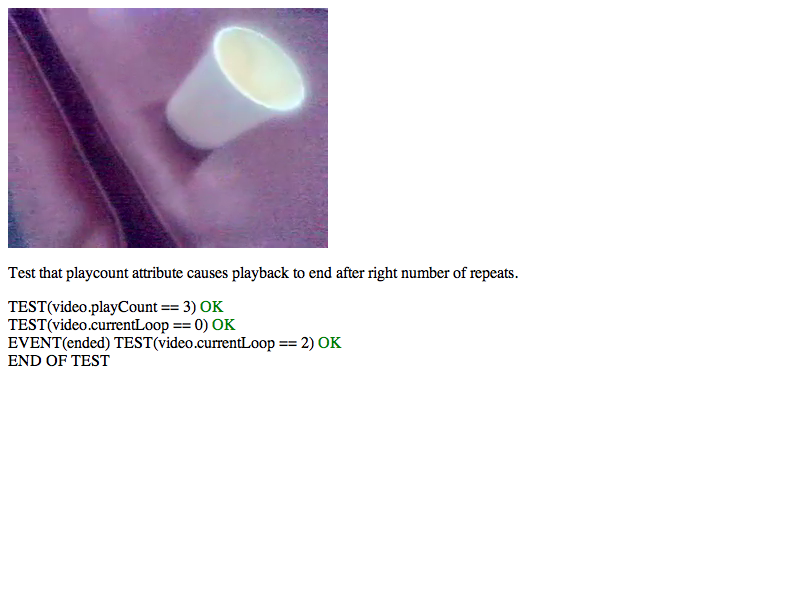 Test that playcount attribute causes playback to end after right number of repeats.
TEST(video.playCount == 3) OK
TEST(video.currentLoop == 0) OK
EVENT(ended) TEST(video.currentLoop == 2) OK
END OF TEST